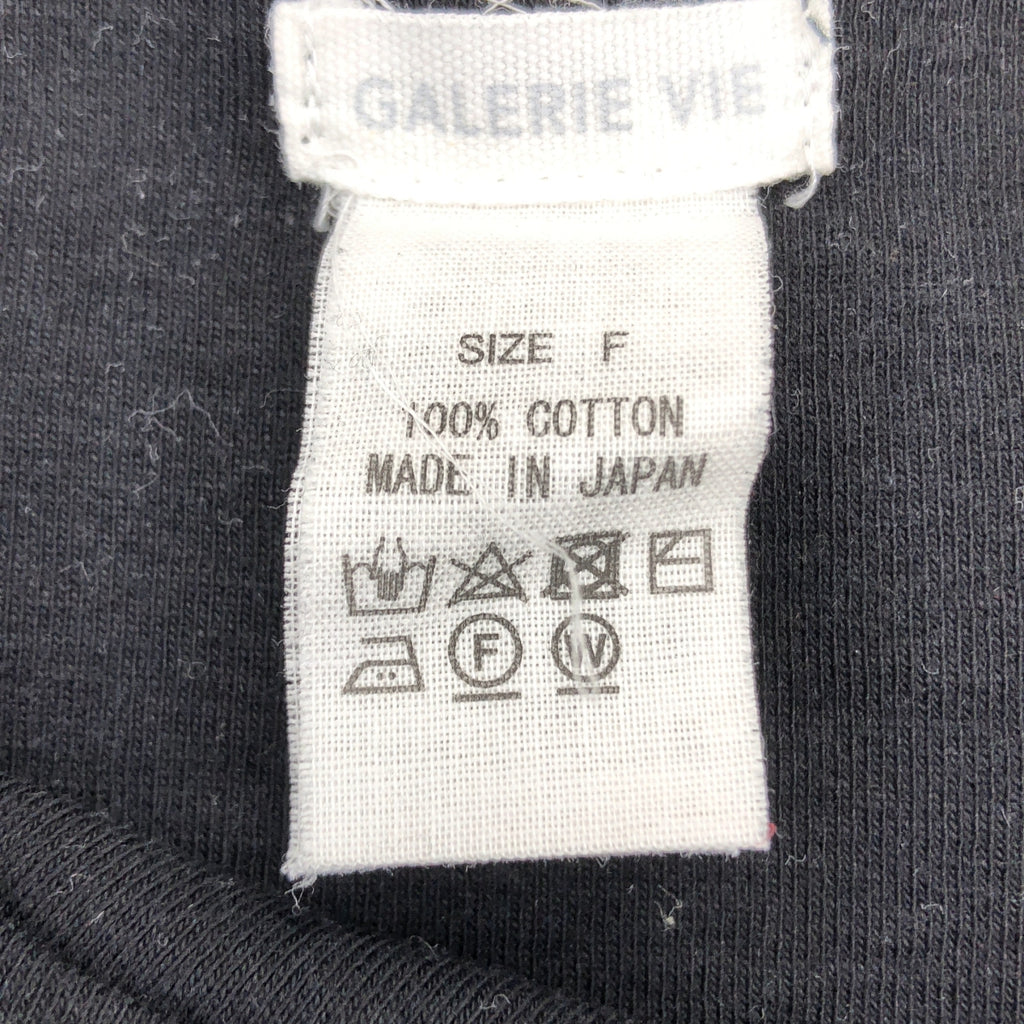 GALERIE VIE
SIZE F
100% COTTON
MADE IN JAPAN
F W